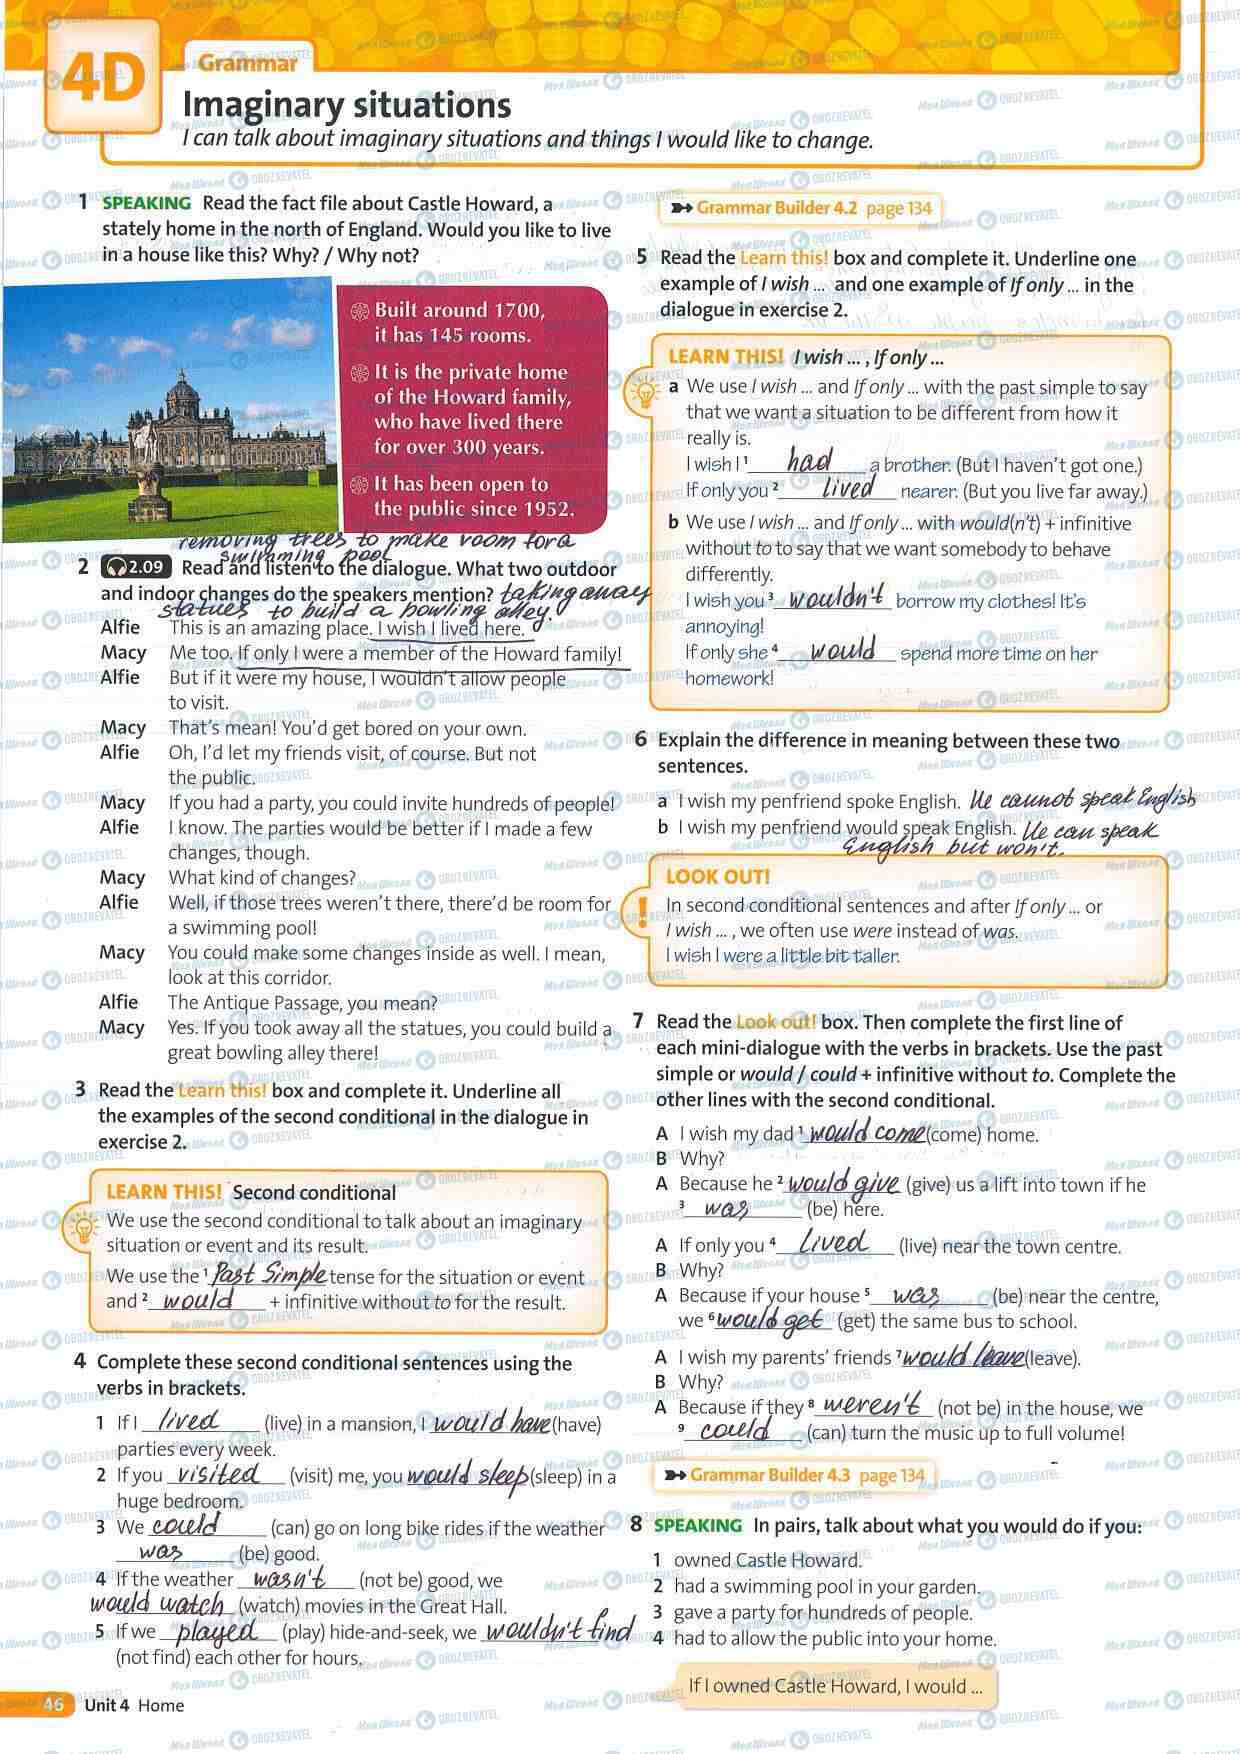 4D
Grammar
Imaginary situations
I can talk about imaginary situations and things I would like to change.
1 SPEAKING Read the fact file about Castle Howard, a
stately home in the north of England. Would you like to live
in a house like this? Why? / Why not?
Built around 1700,
it has 145 rooms.
It is the private home
of the Howard family,
who have lived there
for over 300 years.
It has been open to
the public since 1952.
removing trees to make room for a
swimming pool
2 2.09 Read and listen to the dialogue. What two outdoor
and indoor changes do the speakers mention? taking away
statues to build a bowling alley.
Alfie This is an amazing place. I wish I lived here.
Macy Me too. If only I were a member of the Howard family!
Alfie But if it were my house, I wouldn't allow people
to visit.
Macy That's mean! You'd get bored on your own.
Alfie Oh, I'd let my friends visit, of course. But not
the public.
Macy If you had a party, you could invite hundreds of people!
Alfie I know. The parties would be better if I made a few
changes, though.
Macy What kind of changes?
Alfie Well, if those trees weren't there, there'd be room for
a swimming pool!
Macy You could make some changes inside as well. I mean,
look at this corridor.
Alfie The Antique Passage, you mean?
Macy Yes. If you took away all the statues, you could build a
great bowling alley there!
3 Read the Learn this! box and complete it. Underline all
the examples of the second conditional in the dialogue in
exercise 2.
LEARN THIS! Second conditional
We use the second conditional to talk about an imaginary
situation or event and its result.
We use the 1 Past Simple tense for the situation or event
and 2 would + infinitive without to for the result.
4 Complete these second conditional sentences using the
verbs in brackets.
1 If I lived (live) in a mansion, I would have (have)
parties every week.
2 If you visited (visit) me, you would sleep (sleep) in a
huge bedroom.
3 We could (can) go on long bike rides if the weather
was (be) good.
4 If the weather wasn't (not be) good, we
would watch (watch) movies in the Great Hall.
5 If we played (play) hide-and-seek, we wouldn't find
(not find) each other for hours.
46 Unit 4 Home
Grammar Builder 4.2 page 134
5 Read the Learn this! box and complete it. Underline one
example of I wish ... and one example of If only ... in the
dialogue in exercise 2.
LEARN THIS! I wish ... , If only ...
a We use I wish ... and If only ... with the past simple to say
that we want a situation to be different from how it
really is.
I wish I 1 had a brother. (But I haven't got one.)
If only you 2 lived nearer. (But you live far away.)
b We use I wish ... and If only ... with would(n't) + infinitive
without to to say that we want somebody to behave
differently.
I wish you 3 wouldn't borrow my clothes! It's
annoying!
If only she 4 would spend more time on her
homework!
6 Explain the difference in meaning between these two
sentences.
a I wish my penfriend spoke English. He cannot speak English
b I wish my penfriend would speak English. He can speak
English but won't.
LOOK OUT!
In second conditional sentences and after If only ... or
I wish ... , we often use were instead of was.
I wish I were a little bit taller.
7 Read the Look out! box. Then complete the first line of
each mini-dialogue with the verbs in brackets. Use the past
simple or would / could + infinitive without to. Complete the
other lines with the second conditional.
A I wish my dad 1 would come (come) home.
B Why?
A Because he 2 would give (give) us a lift into town if he
3 was (be) here.
A If only you 4 lived (live) near the town centre.
B Why?
A Because if your house 5 was (be) near the centre,
we 6 would get (get) the same bus to school.
A I wish my parents' friends 7 would leave (leave).
B Why?
A Because if they 8 weren't (not be) in the house, we
9 could (can) turn the music up to full volume!
Grammar Builder 4.3 page 134
8 SPEAKING In pairs, talk about what you would do if you:
1 owned Castle Howard.
2 had a swimming pool in your garden.
3 gave a party for hundreds of people.
4 had to allow the public into your home.
If I owned Castle Howard, I would ...